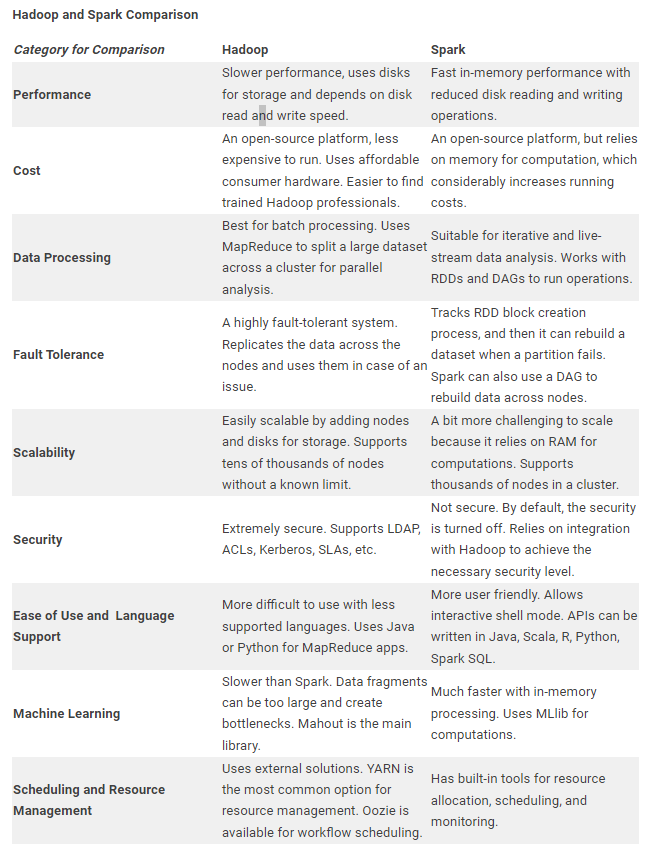 Hadoop and Spark Comparison
Category for Comparison Hadoop Spark
Performance
Slower performance, uses disks
for storage and depends on disk
read and write speed.
Fast in-memory performance with
reduced disk reading and writing
operations.
Cost
An open-source platform, less
expensive to run. Uses affordable
consumer hardware. Easier to find
trained Hadoop professionals.
An open-source platform, but relies
on memory for computation, which
considerably increases running
costs.
Data Processing
Best for batch processing. Uses
MapReduce to split a large dataset
across a cluster for parallel
analysis.
Suitable for iterative and live-
stream data analysis. Works with
RDDs and DAGs to run operations.
Fault Tolerance
A highly fault-tolerant system.
Replicates the data across the
nodes and uses them in case of an
issue.
Tracks RDD block creation
process, and then it can rebuild a
dataset when a partition fails.
Spark can also use a DAG to
rebuild data across nodes.
Scalability
Easily scalable by adding nodes
and disks for storage. Supports
tens of thousands of nodes
without a known limit.
A bit more challenging to scale
because it relies on RAM for
computations. Supports
thousands of nodes in a cluster.
Security
Extremely secure. Supports LDAP,
ACLs, Kerberos, SLAs, etc.
Not secure. By default, the security
is turned off. Relies on integration
with Hadoop to achieve the
necessary security level.
Ease of Use and Language
Support
More difficult to use with less
supported languages. Uses Java
or Python for MapReduce apps.
More user friendly. Allows
interactive shell mode. APIs can be
written in Java, Scala, R, Python,
Spark SQL.
Machine Learning
Slower than Spark. Data fragments
can be too large and create
bottlenecks. Mahout is the main
library.
Much faster with in-memory
processing. Uses MLlib for
computations.
Scheduling and Resource
Management
Uses external solutions. YARN is
the most common option for
resource management. Oozie is
available for workflow scheduling.
Has built-in tools for resource
allocation, scheduling, and
monitoring.